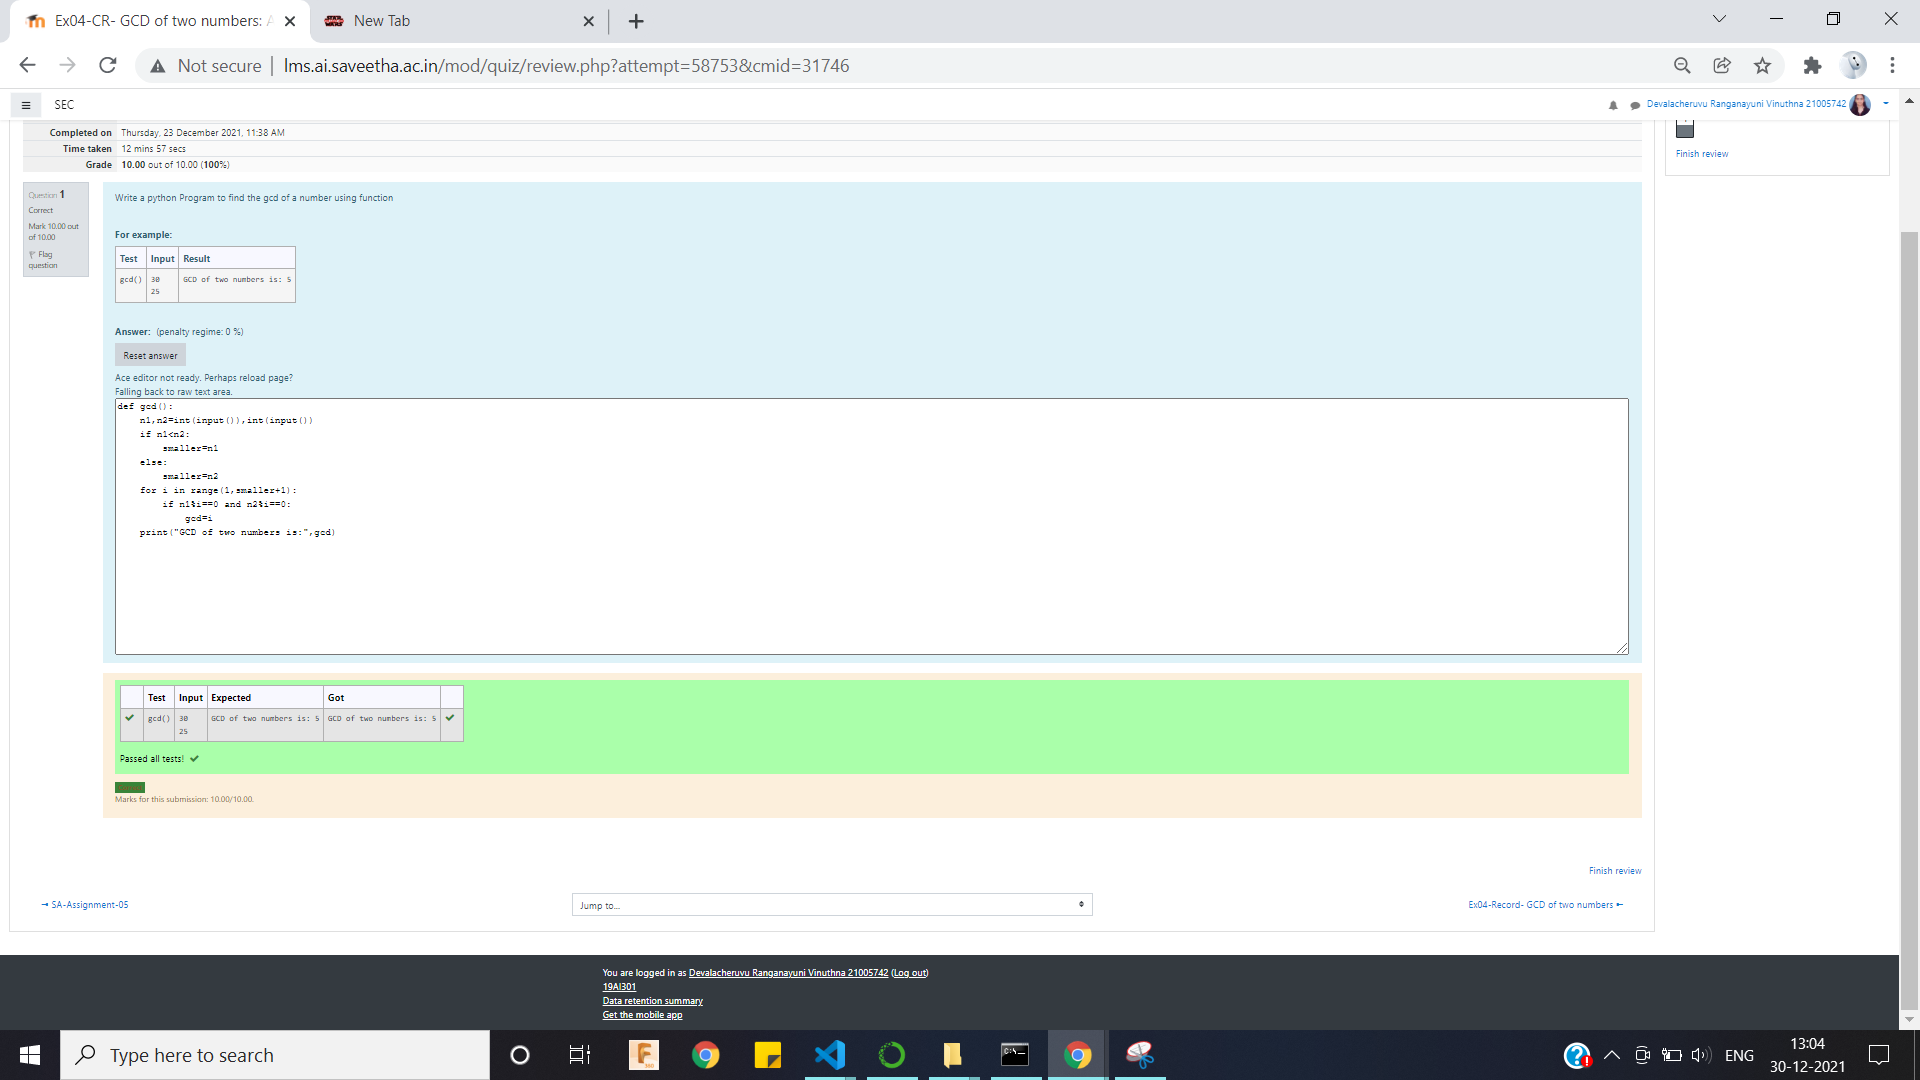 Ex04-CR- GCD of two numbers: A
New Tab
Not secure
lms.ai.saveetha.ac.in/mod/quiz/review.php?attempt=58753&cmid=31746
SEC
Devalacheruvu Ranganayuni Vinuthna 21005742
Completed on Thursday, 23 December 2021, 11:38 AM
Time taken 12 mins 57 secs
Grade 10.00 out of 10.00 (100%)
Finish review
Question 1
Correct
Mark 10.00 out
of 10.00
Flag
question
Write a python Program to find the gcd of a number using function
For example:
Test Input Result
gcd() 30 GCD of two numbers is: 5
25
Answer: (penalty regime: 0 %)
Reset answer
Ace editor not ready. Perhaps reload page?
Falling back to raw text area.
def gcd():
n1,n2=int(input()),int(input())
if n1<n2:
smaller=n1
else:
smaller=n2
for i in range(1,smaller+1):
if n1%i==0 and n2%i==0:
gcd=i
print("GCD of two numbers is:",gcd)
Test Input Expected Got
gcd() 30 GCD of two numbers is: 5 GCD of two numbers is: 5
25
Passed all tests!
Marks for this submission: 10.00/10.00.
Finish review
SA-Assignment-05
Jump to...
Ex04-Record- GCD of two numbers
You are logged in as Devalacheruvu Ranganayuni Vinuthna 21005742 (Log out)
19AI301
Data retention summary
Get the mobile app
Type here to search
ENG
13:04
30-12-2021